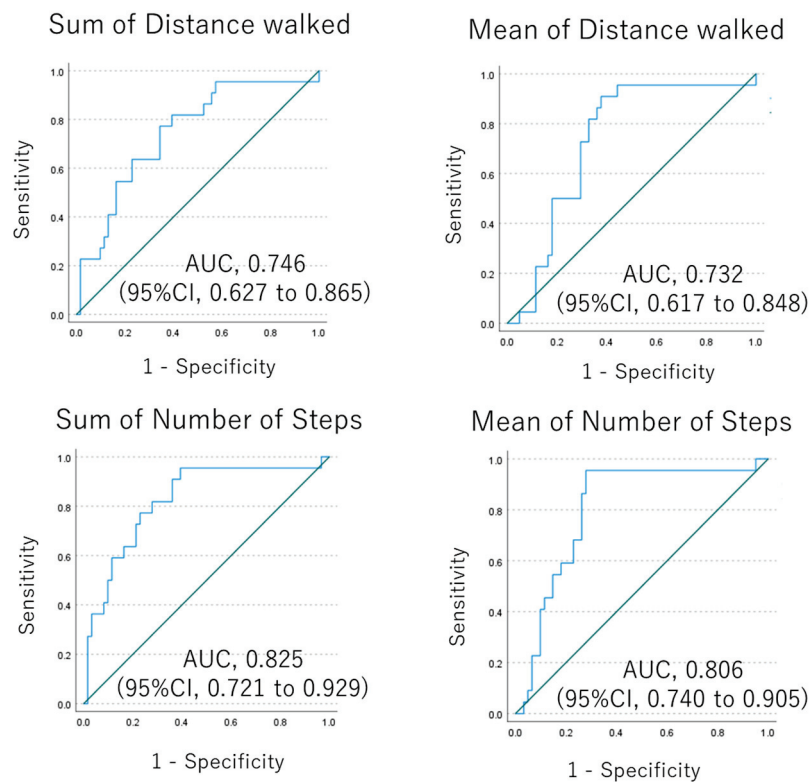 Sum of Distance walked
1.0
0.8
0.6
0.4
0.2
0.0
Sensitivity
AUC, 0.746
(95%CI, 0.627 to 0.865)
0.0 0.2 0.4 0.6 0.8 1.0
1 - Specificity
Mean of Distance walked
1.0
0.8
0.6
0.4
0.2
0.0
Sensitivity
AUC, 0.732
(95%CI, 0.617 to 0.848)
0.0 0.2 0.4 0.6 0.8 1.0
1 - Specificity
Sum of Number of Steps
1.0
0.8
0.6
0.4
0.2
0.0
Sensitivity
AUC, 0.825
(95%CI, 0.721 to 0.929)
0.0 0.2 0.4 0.6 0.8 1.0
1 - Specificity
Mean of Number of Steps
1.0
0.8
0.6
0.4
0.2
0.0
Sensitivity
AUC, 0.806
(95%CI, 0.740 to 0.905)
0.0 0.2 0.4 0.6 0.8 1.0
1 - Specificity